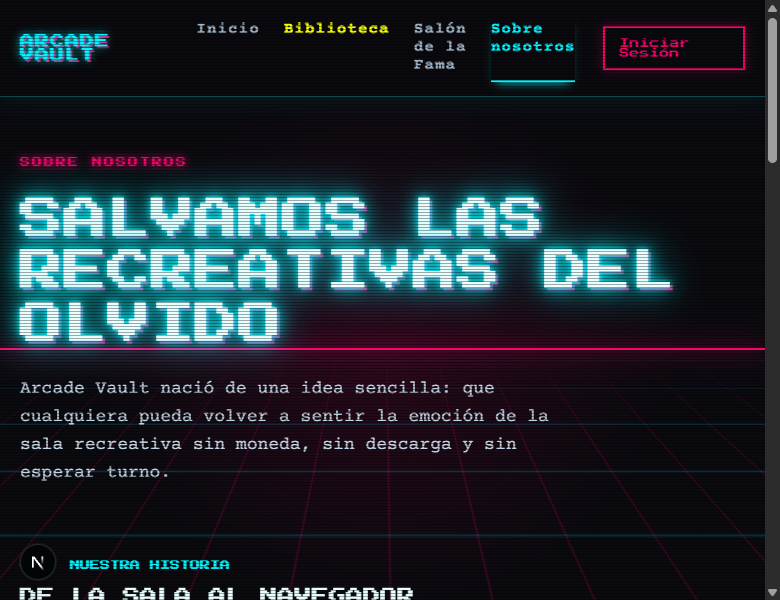 ARCADE
VAULT
Inicio
Biblioteca
Salón
de la
Fama
Sobre
nosotros
Iniciar
Sesión
SOBRE NOSOTROS
SALVAMOS LAS
RECREATIVAS DEL
OLVIDO
Arcade Vault nació de una idea sencilla: que
cualquiera pueda volver a sentir la emoción de la
sala recreativa sin moneda, sin descarga y sin
esperar turno.
N
NUESTRA HISTORIA
DE LA SALA AL NAVEGADOR